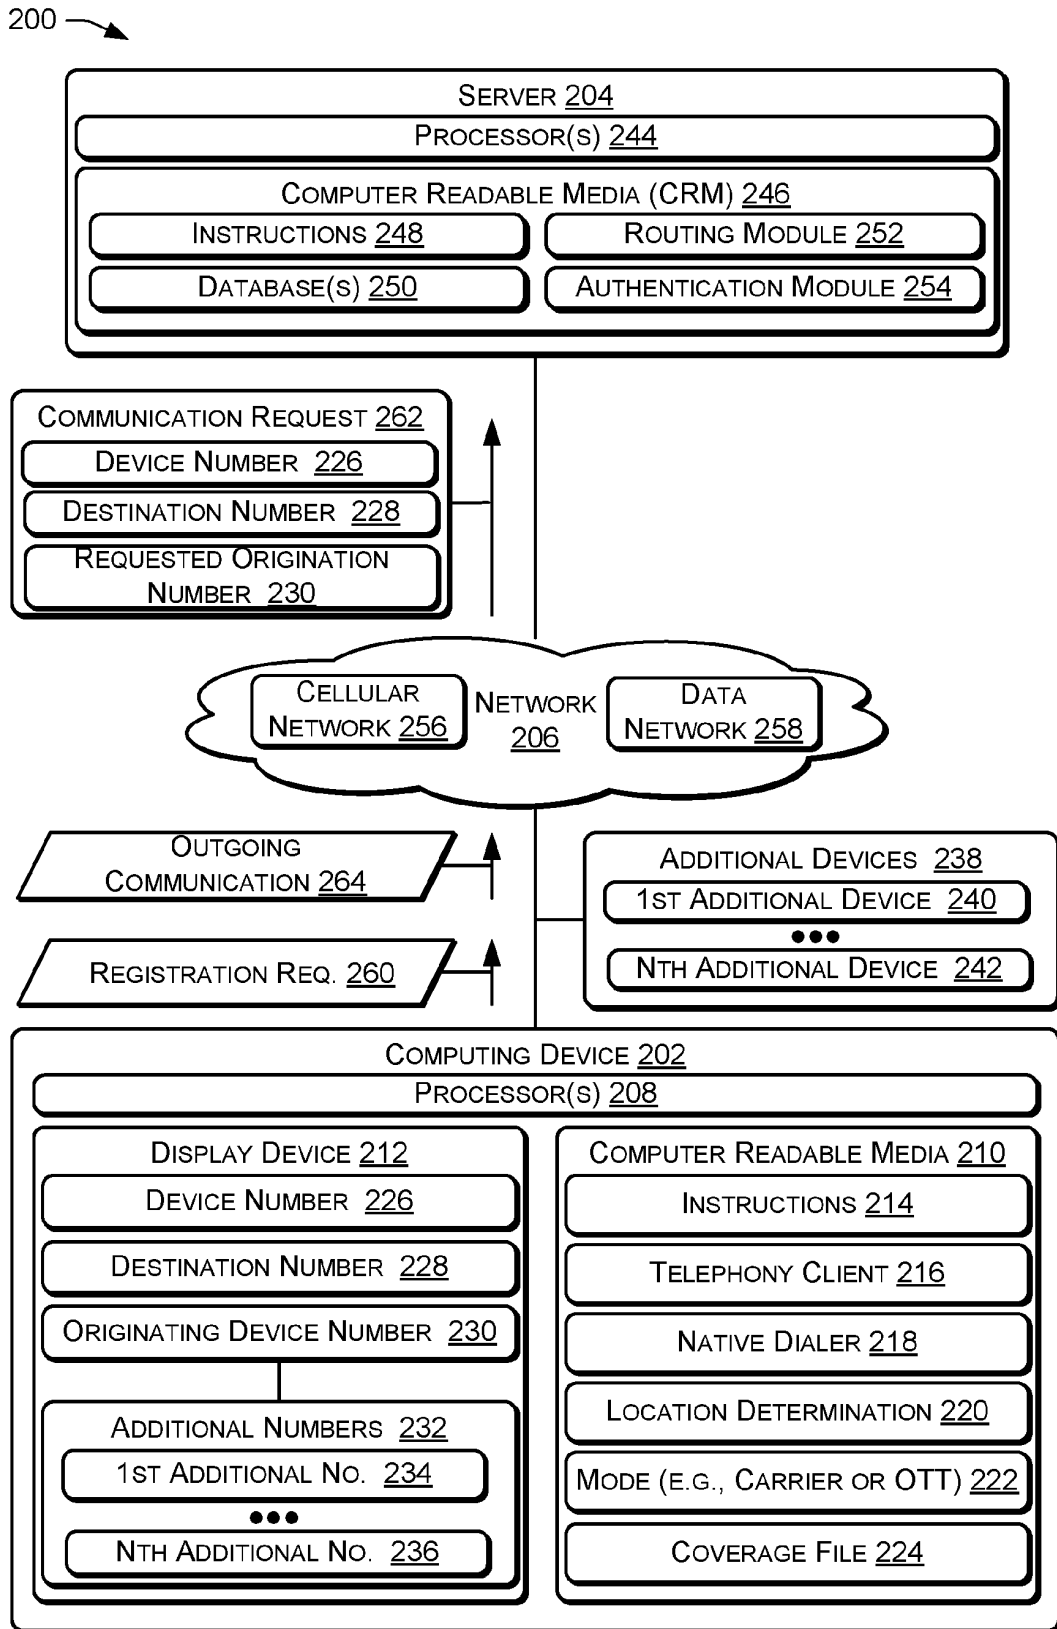 200
SERVER 204
PROCESSOR(S) 244
COMPUTER READABLE MEDIA (CRM) 246
INSTRUCTIONS 248
ROUTING MODULE 252
DATABASE(S) 250
AUTHENTICATION MODULE 254
COMMUNICATION REQUEST 262
DEVICE NUMBER 226
DESTINATION NUMBER 228
REQUESTED ORIGINATION
NUMBER 230
CELLULAR
NETWORK 256
NETWORK
206
DATA
NETWORK 258
OUTGOING
COMMUNICATION 264
REGISTRATION REQ. 260
ADDITIONAL DEVICES 238
1ST ADDITIONAL DEVICE 240
●●●
NTH ADDITIONAL DEVICE 242
COMPUTING DEVICE 202
PROCESSOR(S) 208
DISPLAY DEVICE 212
DEVICE NUMBER 226
DESTINATION NUMBER 228
ORIGINATING DEVICE NUMBER 230
ADDITIONAL NUMBERS 232
1ST ADDITIONAL NO. 234
●●●
NTH ADDITIONAL NO. 236
COMPUTER READABLE MEDIA 210
INSTRUCTIONS 214
TELEPHONY CLIENT 216
NATIVE DIALER 218
LOCATION DETERMINATION 220
MODE (E.G., CARRIER OR OTT) 222
COVERAGE FILE 224